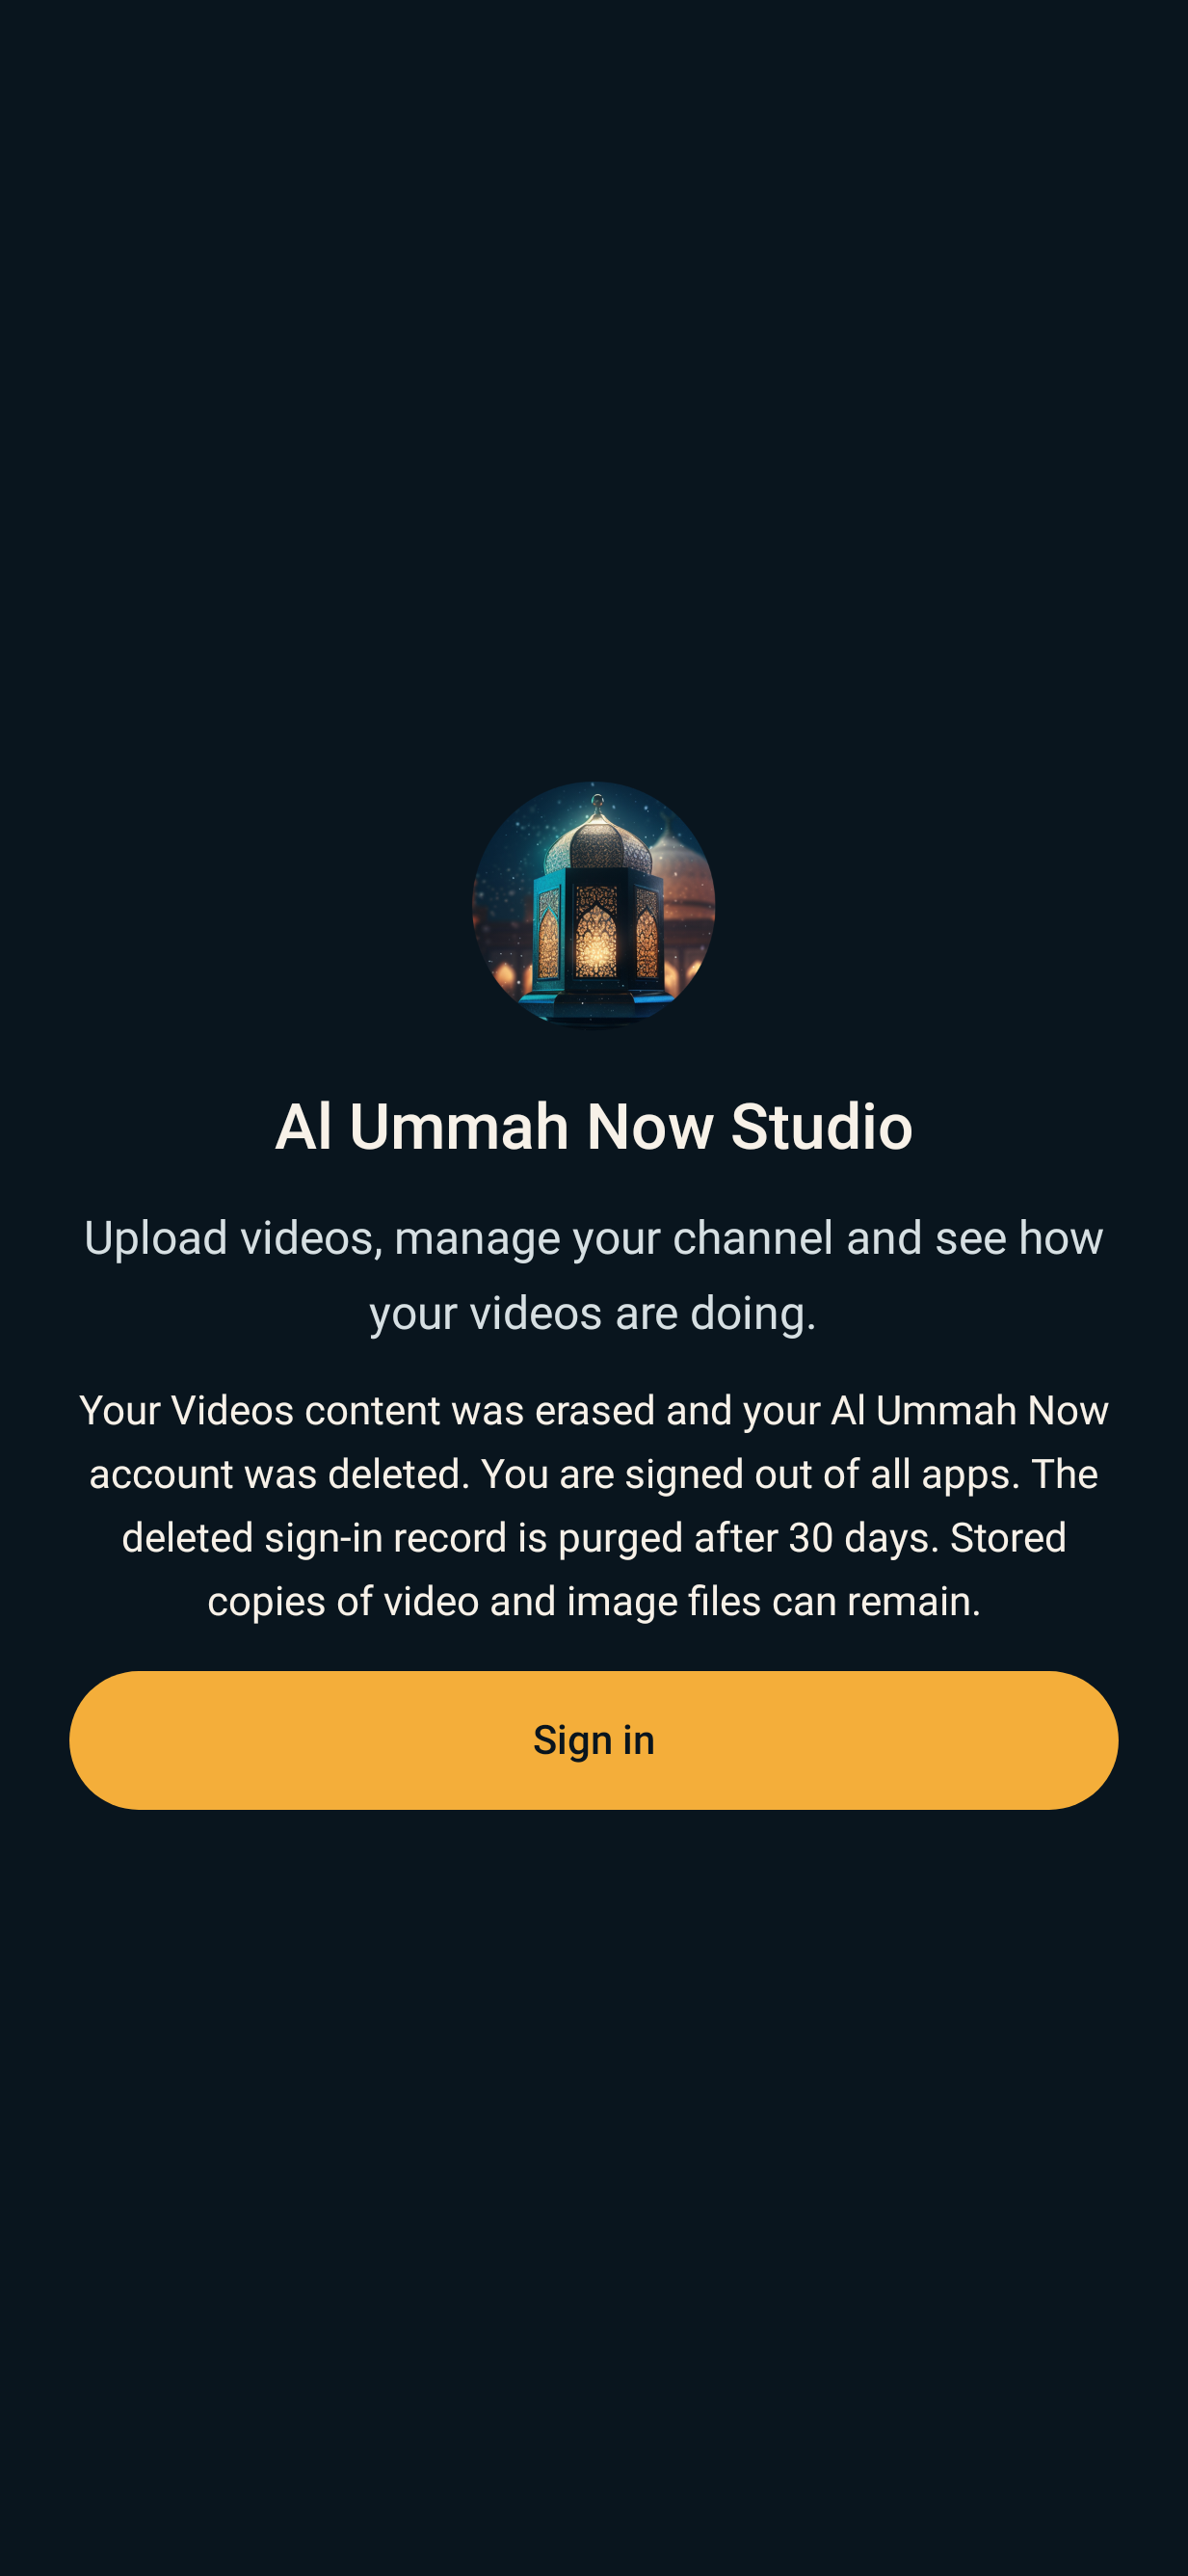 Al Ummah Now Studio
Upload videos, manage your channel and see how
your videos are doing.
Your Videos content was erased and your Al Ummah Now
account was deleted. You are signed out of all apps. The
deleted sign-in record is purged after 30 days. Stored
copies of video and image files can remain.
Sign in